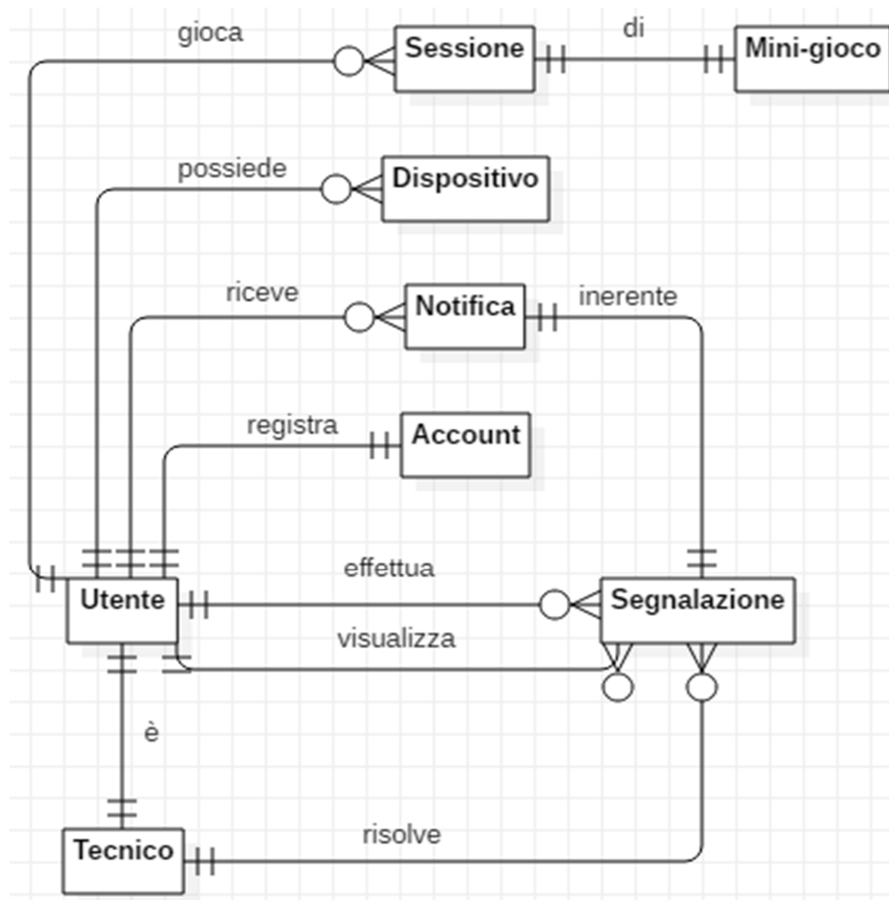 gioca
di
Sessione
Mini-gioco
possiede
Dispositivo
riceve
inerente
Notifica
registra
Account
effettua
Utente
Segnalazione
visualizza
è
risolve
Tecnico